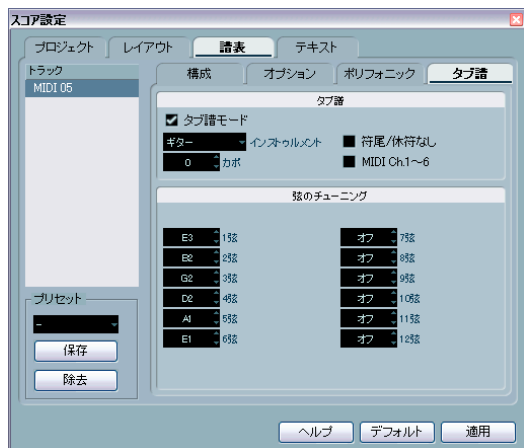 スコア設定
プロジェクト レイアウト 譜表 テキスト
トラック
MIDI 05
構成 オプション ポリフォニック タブ譜
タブ譜
タブ譜モード
ギター インストゥルメント 符尾/休符なし
0 カポ MIDI Ch.1～6
弦のチューニング
E3 1弦 オフ 7弦
B2 2弦 オフ 8弦
G2 3弦 オフ 9弦
D2 4弦 オフ 10弦
A1 5弦 オフ 11弦
E1 6弦 オフ 12弦
プリセット
-
保存
除去
ヘルプ デフォルト 適用